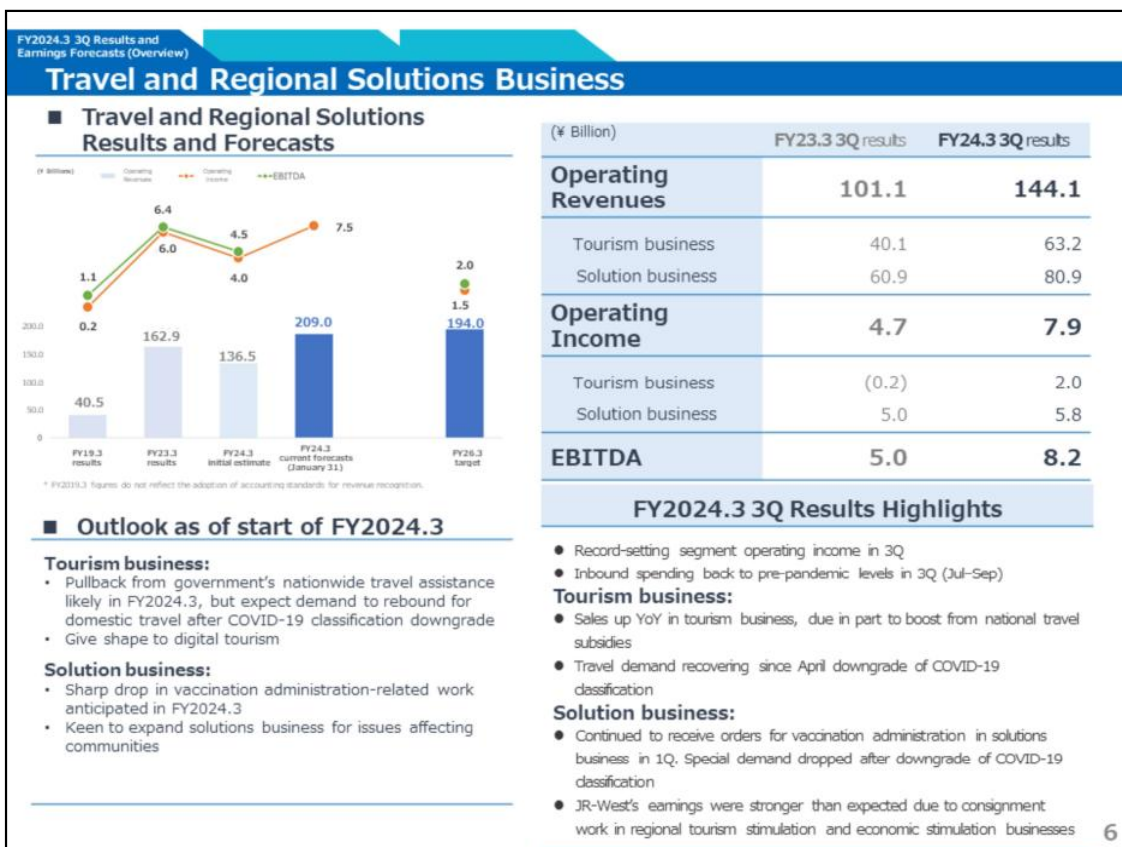 FY2024.3 3Q Results and
Earnings Forecasts (Overview)
Travel and Regional Solutions Business
■ Travel and Regional Solutions
Results and Forecasts
(¥ Billions)
Operating
Revenues
Operating
Income
EBITDA
6.4
7.5
6.0
4.5
4.0
1.1
0.2
2.0
1.5
200.0
150.0
100.0
50.0
0
40.5
162.9
136.5
209.0
194.0
FY19.3
results
FY23.3
results
FY24.3
initial estimate
FY24.3
current forecasts
(January 31)
FY26.3
target
* FY2019.3 figures do not reflect the adoption of accounting standards for revenue recognition.
■ Outlook as of start of FY2024.3
Tourism business:
• Pullback from government's nationwide travel assistance
likely in FY2024.3, but expect demand to rebound for
domestic travel after COVID-19 classification downgrade
• Give shape to digital tourism
Solution business:
• Sharp drop in vaccination administration-related work
anticipated in FY2024.3
• Keen to expand solutions business for issues affecting
communities
(¥ Billion) FY23.3 3Q results FY24.3 3Q results
Operating
Revenues 101.1 144.1
Tourism business 40.1 63.2
Solution business 60.9 80.9
Operating
Income 4.7 7.9
Tourism business (0.2) 2.0
Solution business 5.0 5.8
EBITDA 5.0 8.2
FY2024.3 3Q Results Highlights
● Record-setting segment operating income in 3Q
● Inbound spending back to pre-pandemic levels in 3Q (Jul–Sep)
Tourism business:
● Sales up YoY in tourism business, due in part to boost from national travel
subsidies
● Travel demand recovering since April downgrade of COVID-19
classification
Solution business:
● Continued to receive orders for vaccination administration in solutions
business in 1Q. Special demand dropped after downgrade of COVID-19
classification
● JR-West's earnings were stronger than expected due to consignment
work in regional tourism stimulation and economic stimulation businesses
6